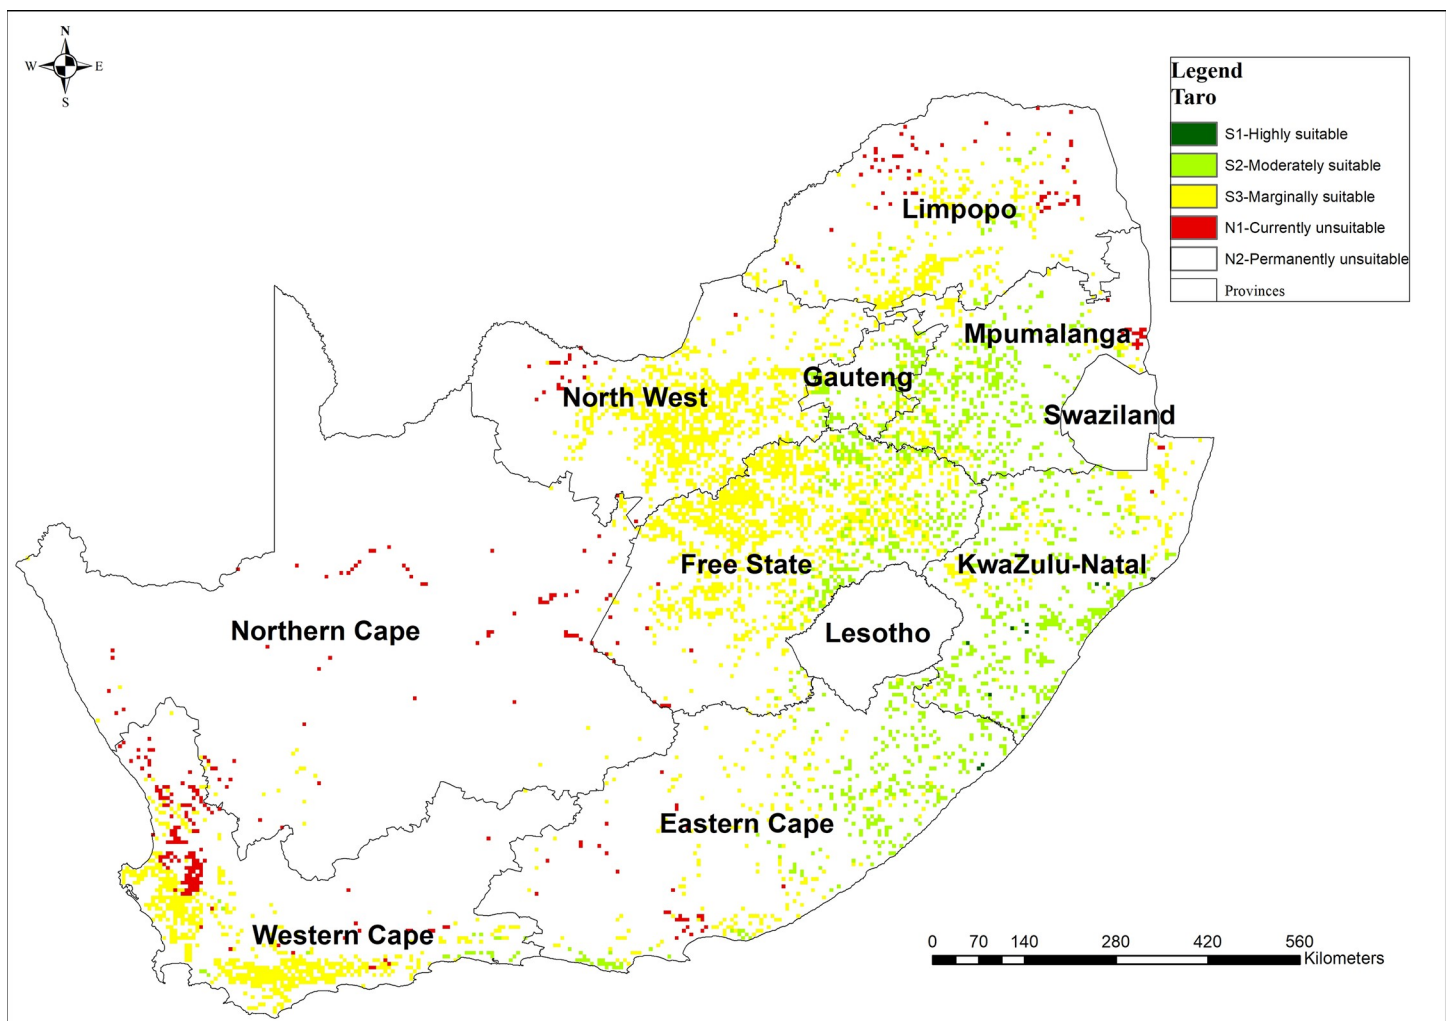 N
W E
S
Legend
Taro
S1-Highly suitable
S2-Moderately suitable
S3-Marginally suitable
N1-Currently unsuitable
N2-Permanently unsuitable
Provinces
Limpopo
Mpumalanga
Gauteng
North West
Swaziland
Free State
KwaZulu-Natal
Northern Cape
Lesotho
Eastern Cape
Western Cape
0 70 140 280 420 560
Kilometers